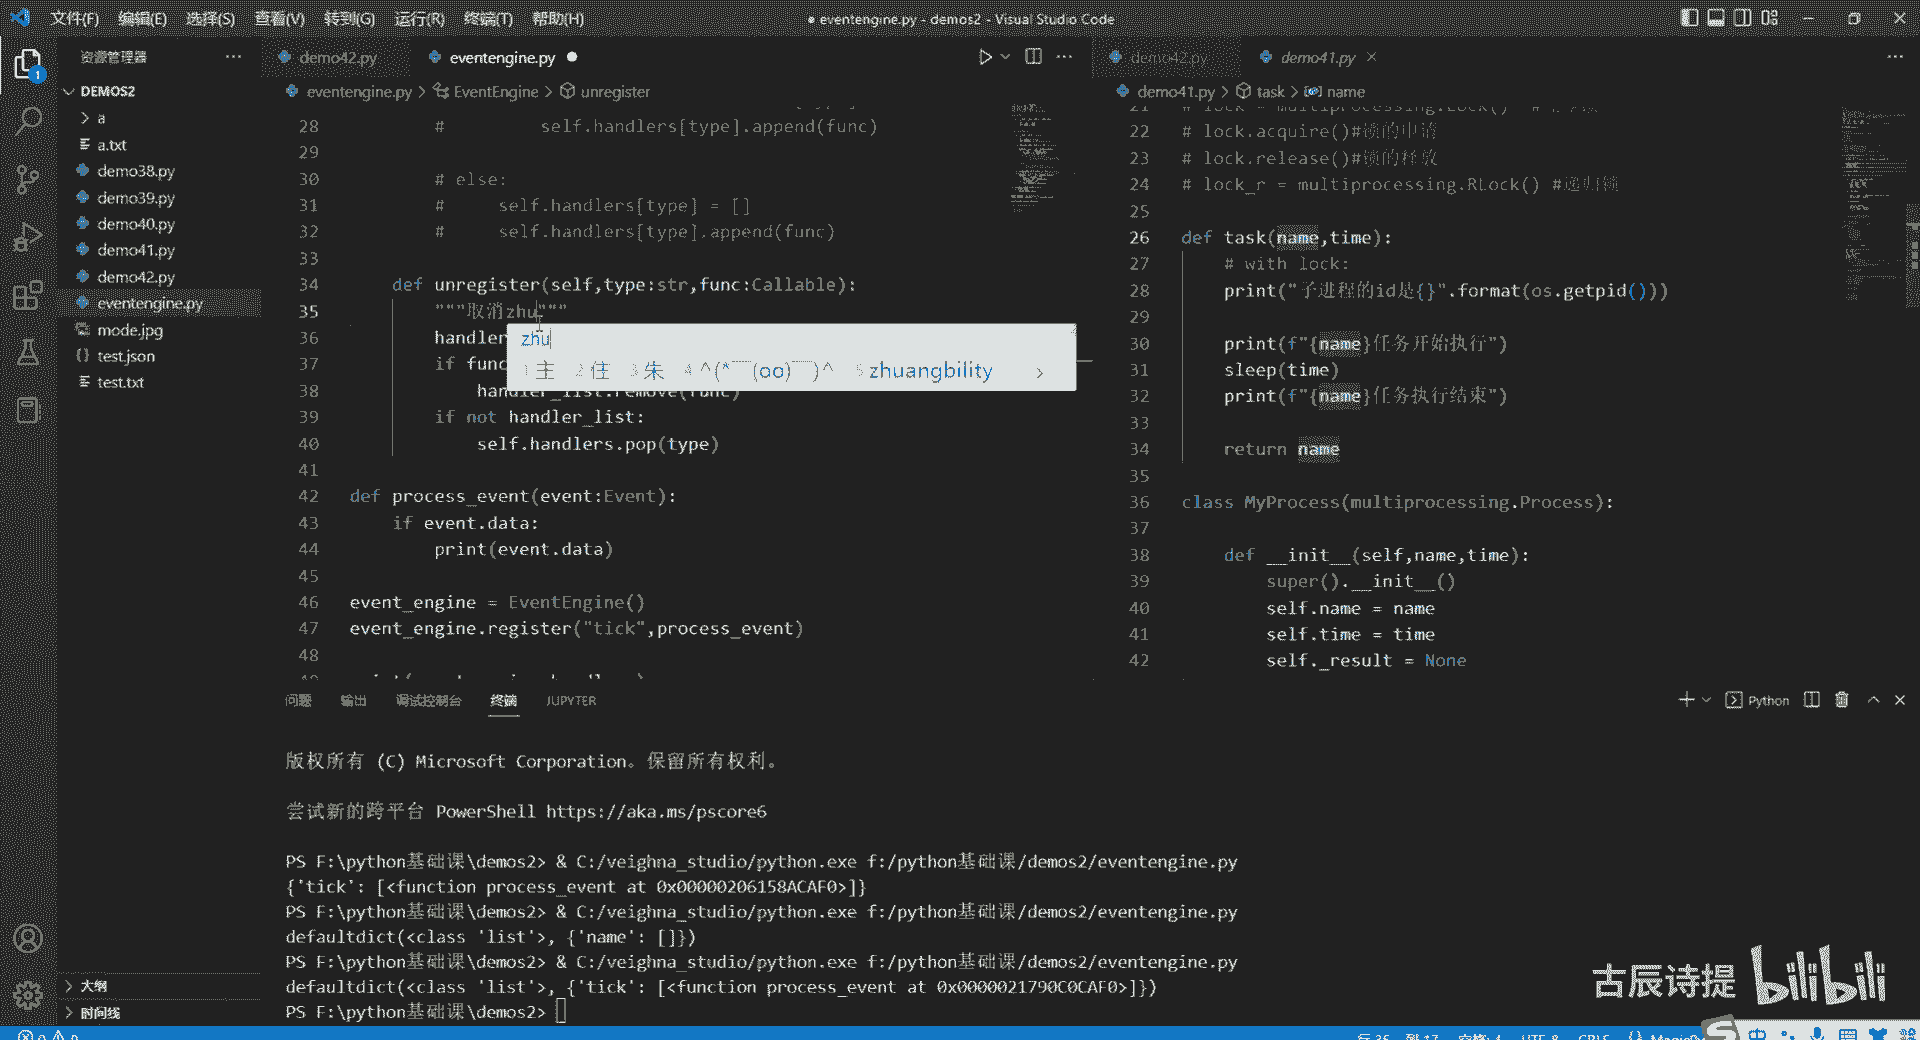 文件(F) 编辑(E) 选择(S) 查看(V) 转到(G) 运行(R) 终端(T) 帮助(H)
● eventengine.py - demos2 - Visual Studio Code
资源管理器
DEMOS2
a
a.txt
demo38.py
demo39.py
demo40.py
demo41.py
demo42.py
eventengine.py
mode.jpg
test.json
test.txt
大纲
时间线
demo42.py eventengine.py
eventengine.py > EventEngine > unregister
28 # self.handlers[type].append(func)
29
30 # else:
31 # self.handlers[type] = []
32 # self.handlers[type].append(func)
33
34 def unregister(self,type:str,func:Callable):
35 """取消zhu"""
36 handler
37 if func
38 handler_list.remove(func)
39 if not handler_list:
40 self.handlers.pop(type)
41
42 def process_event(event:Event):
43 if event.data:
44 print(event.data)
45
46 event_engine = EventEngine()
47 event_engine.register("tick",process_event)
48
zhu
1 主 2 住 3 朱 4 ^(*￣(oo)￣)^ 5 zhuangbility
demo42.py demo41.py
demo41.py > task > name
21 # lock = multiprocessing.Lock() #
22 # lock.acquire()#锁的申请
23 # lock.release()#锁的释放
24 # lock_r = multiprocessing.RLock() #递归锁
25
26 def task(name,time):
27 # with lock:
28 print("子进程的id是{}".format(os.getpid()))
29
30 print(f"{name}任务开始执行")
31 sleep(time)
32 print(f"{name}任务执行结束")
33
34 return name
35
36 class MyProcess(multiprocessing.Process):
37
38 def __init__(self,name,time):
39 super().__init__()
40 self.name = name
41 self.time = time
42 self._result = None
问题 输出 调试控制台 终端 JUPYTER
Python
版权所有 (C) Microsoft Corporation。保留所有权利。
尝试新的跨平台 PowerShell https://aka.ms/pscore6
PS F:\python基础课\demos2> & C:/veighna_studio/python.exe f:/python基础课/demos2/eventengine.py
{'tick': [<function process_event at 0x00000206158ACAF0>]}
PS F:\python基础课\demos2> & C:/veighna_studio/python.exe f:/python基础课/demos2/eventengine.py
defaultdict(<class 'list'>, {'name': []})
PS F:\python基础课\demos2> & C:/veighna_studio/python.exe f:/python基础课/demos2/eventengine.py
defaultdict(<class 'list'>, {'tick': [<function process_event at 0x0000021790C0CAF0>]})
PS F:\python基础课\demos2>
古辰诗提 bilibili